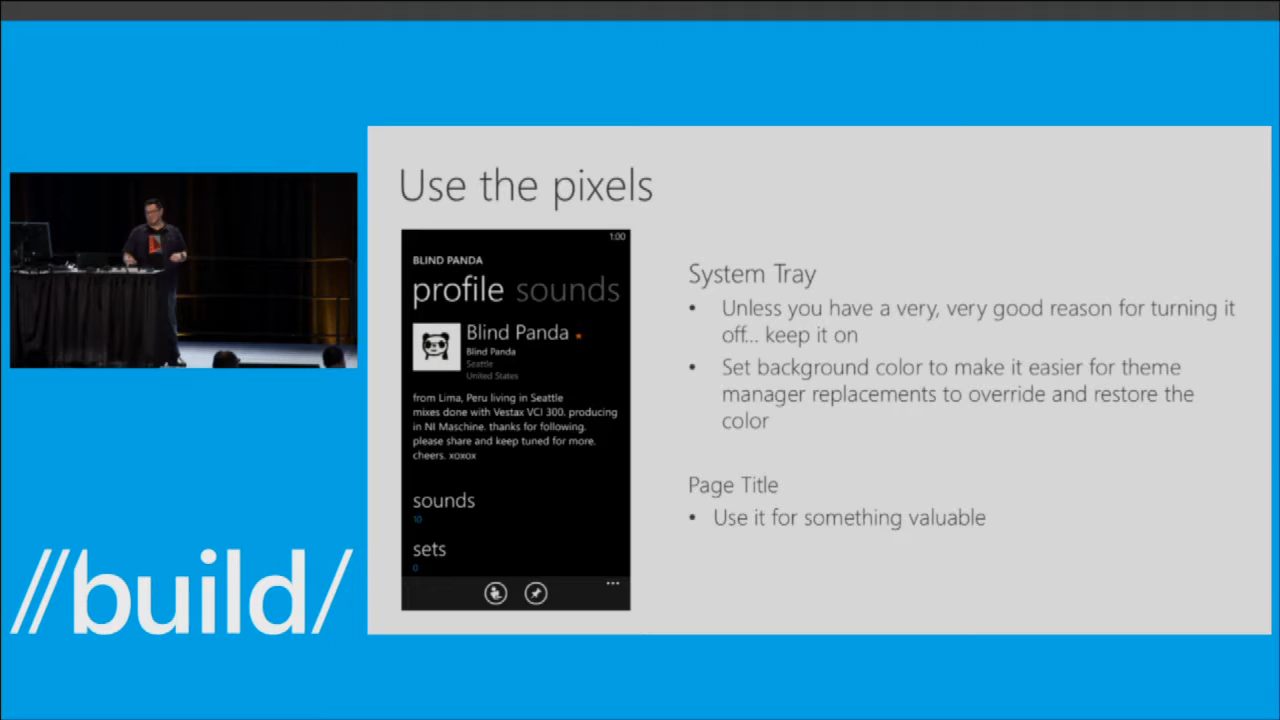 Use the pixels
1:00
BLIND PANDA
profile sounds
Blind Panda
Blind Panda
Seattle
United States
from Lima, Peru living in Seattle
mixes done with Vestax VCI 300. producing
in NI Maschine. thanks for following.
please share and keep tuned for more.
cheers. xoxox
sounds
10
sets
0
System Tray
• Unless you have a very, very good reason for turning it
off... keep it on
• Set background color to make it easier for theme
manager replacements to override and restore the
color
Page Title
• Use it for something valuable
//build/